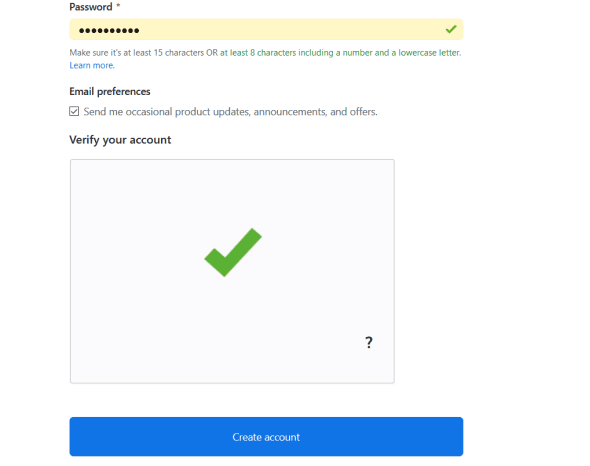 Password *
••••••••••
Make sure it's at least 15 characters OR at least 8 characters including a number and a lowercase letter.
Learn more.
Email preferences
Send me occasional product updates, announcements, and offers.
Verify your account
?
Create account